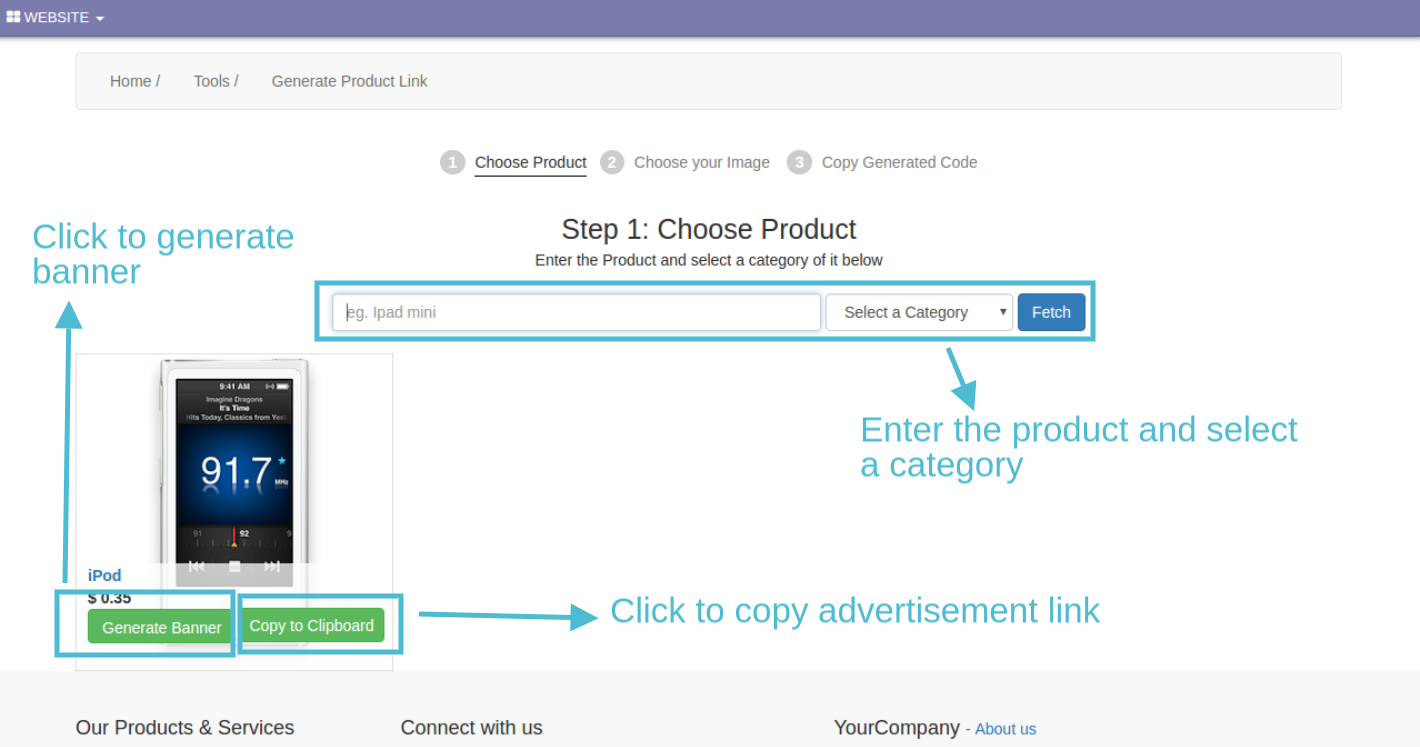 WEBSITE
Home / Tools / Generate Product Link
1 Choose Product 2 Choose your Image 3 Copy Generated Code
Click to generate
banner
Step 1: Choose Product
Enter the Product and select a category of it below
eg. Ipad mini Select a Category Fetch
9:41 AM
Imagine Dragons
It's Time
Hits Today, Classics from
91.7
MHz
91 92 9
Enter the product and select
a category
iPod
$ 0.35
Generate Banner Copy to Clipboard
Click to copy advertisement link
Our Products & Services Connect with us YourCompany - About us